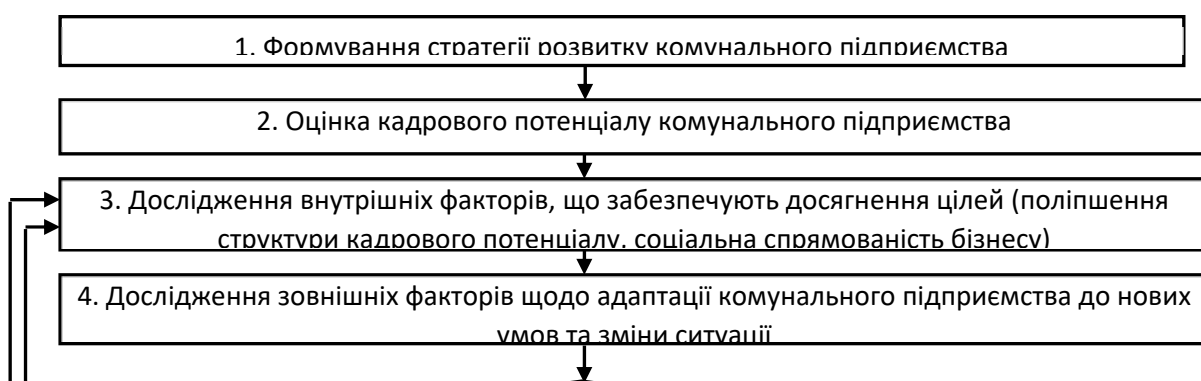 1. Формування стратегії розвитку комунального підприємства
2. Оцінка кадрового потенціалу комунального підприємства
3. Дослідження внутрішніх факторів, що забезпечують досягнення цілей (поліпшення
структури кадрового потенціалу, соціальна спрямованість бізнесу)
4. Дослідження зовнішніх факторів щодо адаптації комунального підприємства до нових
умов та зміни ситуації